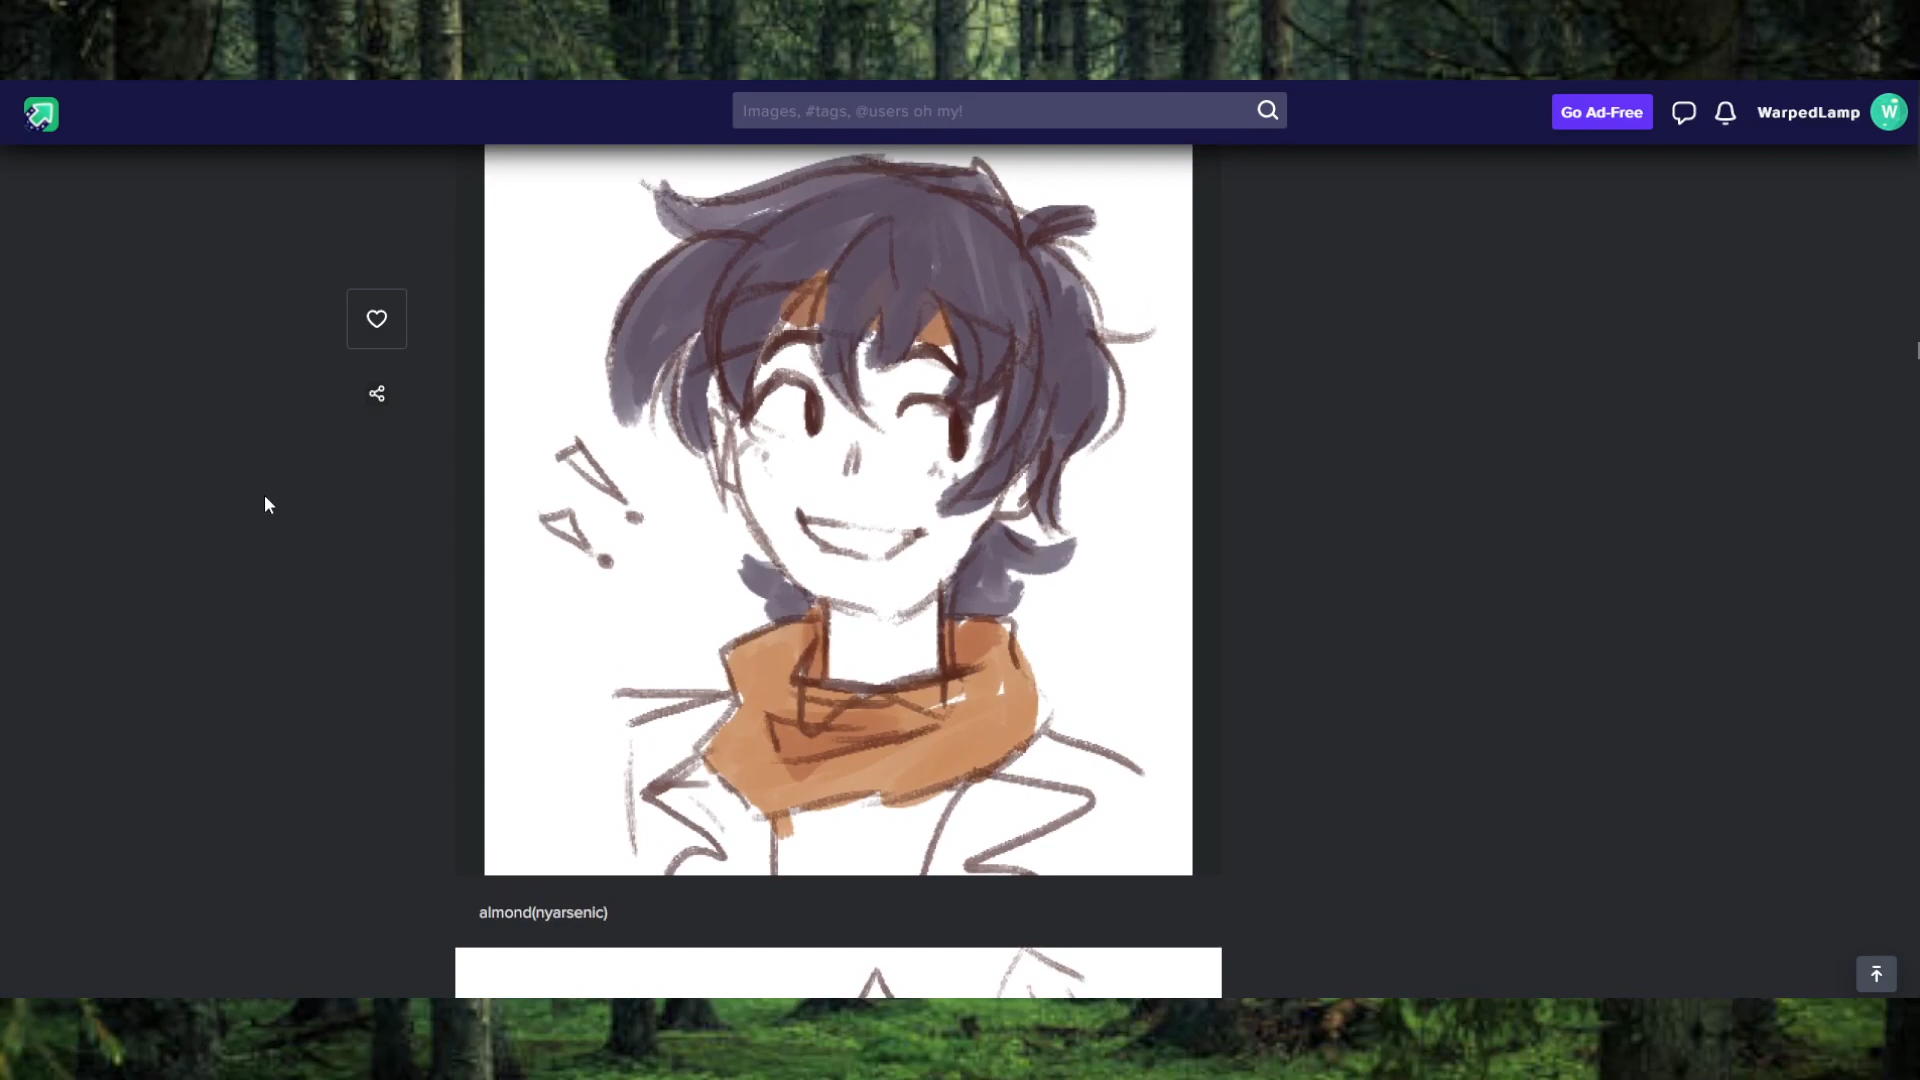 Images, #tags, @users oh my!
Go Ad-Free
WarpedLamp
W
almond(nyarsenic)